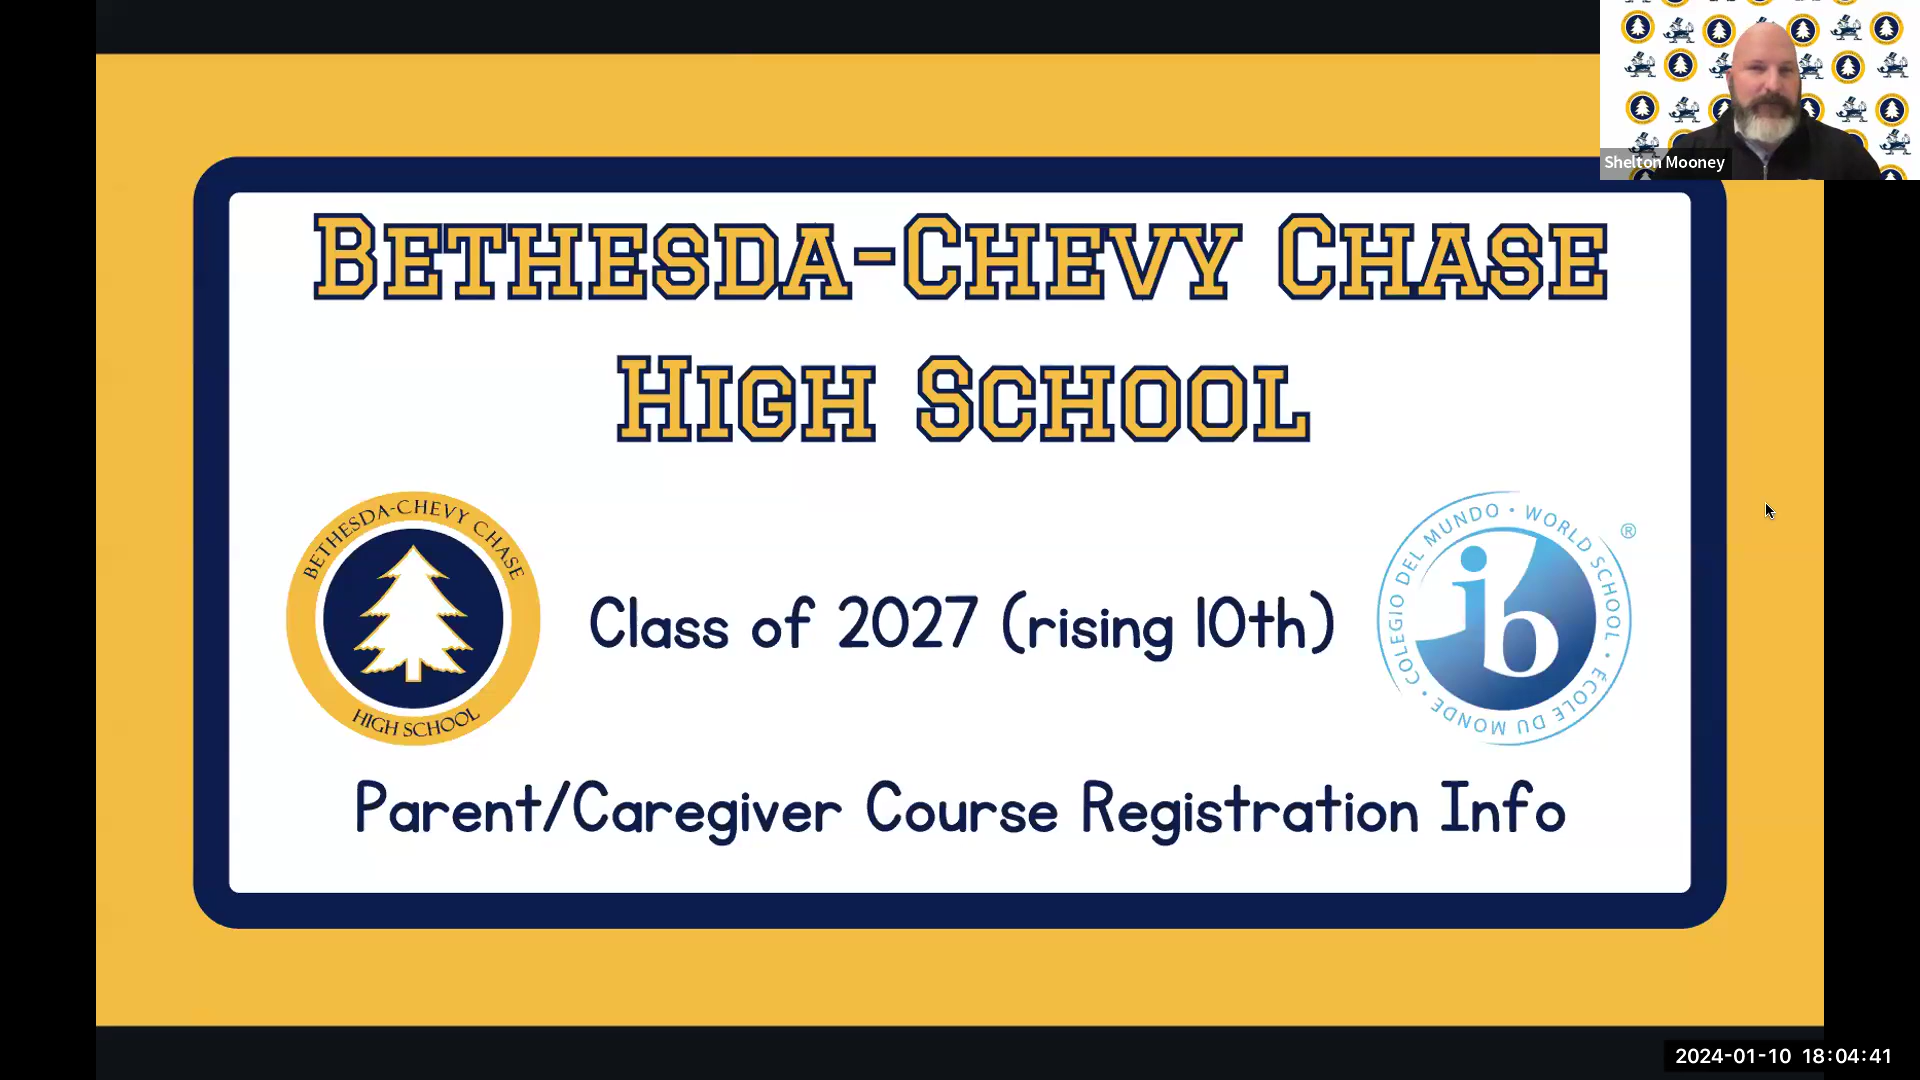 Shelton Mooney
BETHESDA-CHEVY CHASE
HIGH SCHOOL
BETHESDA-CHEVY CHASE
HIGH SCHOOL
Class of 2027 (rising 10th)
ib
WORLD SCHOOL • ÉCOLE DU MONDE • COLEGIO DEL MUNDO •
®
Parent/Caregiver Course Registration Info
2024-01-10 18:04:41